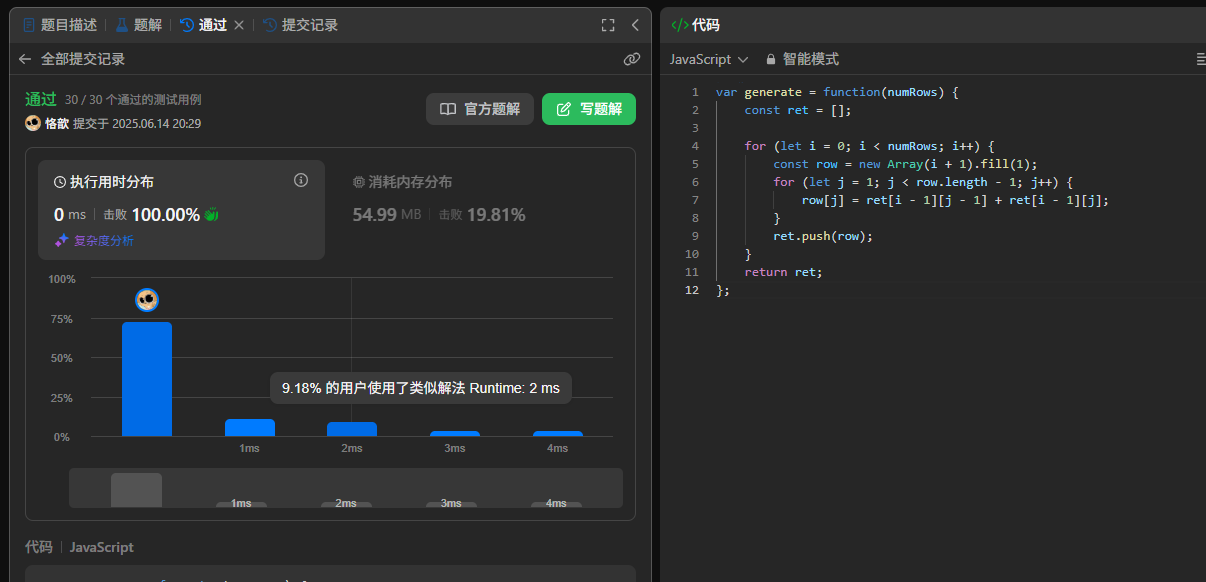 题目描述 题解 通过 提交记录
全部提交记录
通过 30 / 30 个通过的测试用例
恪歆 提交于 2025.06.14 20:29
官方题解 写题解
执行用时分布
0 ms 击败 100.00%
复杂度分析
消耗内存分布
54.99 MB 击败 19.81%
100%
75%
50%
25%
0%
9.18% 的用户使用了类似解法 Runtime: 2 ms
1ms 2ms 3ms 4ms
1ms 2ms 3ms 4ms
代码 JavaScript
</> 代码
JavaScript 智能模式
1 var generate = function(numRows) {
2 const ret = [];
3
4 for (let i = 0; i < numRows; i++) {
5 const row = new Array(i + 1).fill(1);
6 for (let j = 1; j < row.length - 1; j++) {
7 row[j] = ret[i - 1][j - 1] + ret[i - 1][j];
8 }
9 ret.push(row);
10 }
11 return ret;
12 };